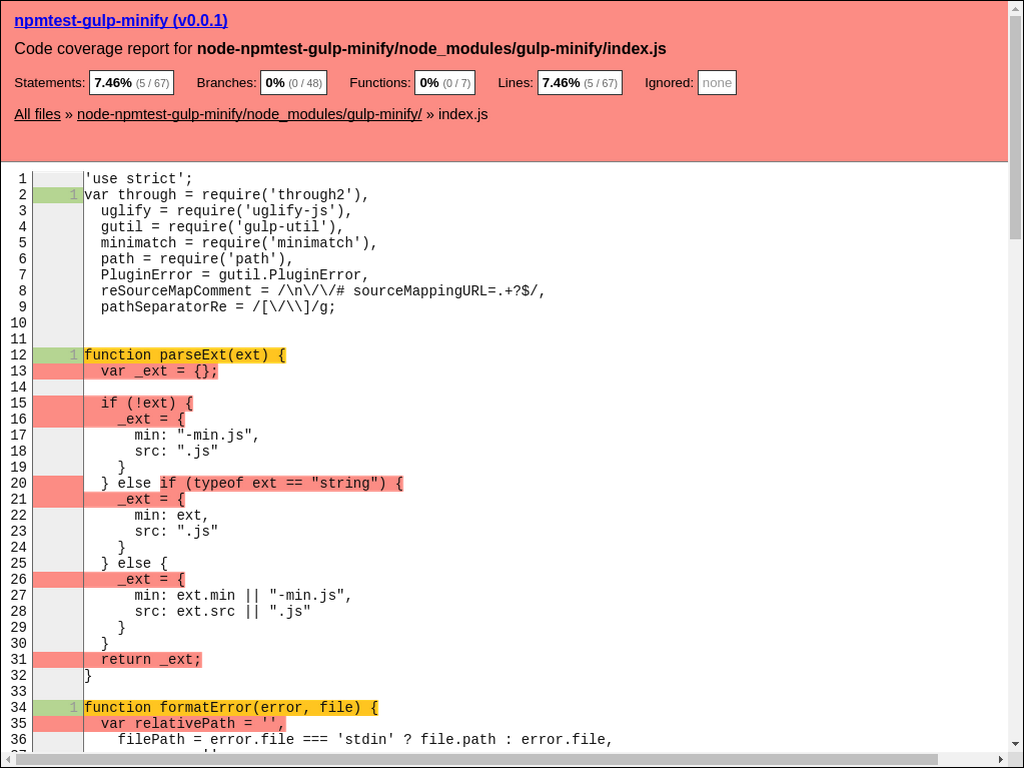 npmtest-gulp-minify (v0.0.1)
Code coverage report for node-npmtest-gulp-minify/node_modules/gulp-minify/index.js
Statements: 7.46% (5 / 67) Branches: 0% (0 / 48) Functions: 0% (0 / 7) Lines: 7.46% (5 / 67) Ignored: none
All files » node-npmtest-gulp-minify/node_modules/gulp-minify/ » index.js
1 'use strict';
2 1 var through = require('through2'),
3 uglify = require('uglify-js'),
4 gutil = require('gulp-util'),
5 minimatch = require('minimatch'),
6 path = require('path'),
7 PluginError = gutil.PluginError,
8 reSourceMapComment = /\n\/\/# sourceMappingURL=.+?$/,
9 pathSeparatorRe = /[\/\\]/g;
10
11
12 1 function parseExt(ext) {
13 var _ext = {};
14
15 if (!ext) {
16 _ext = {
17 min: "-min.js",
18 src: ".js"
19 }
20 } else if (typeof ext == "string") {
21 _ext = {
22 min: ext,
23 src: ".js"
24 }
25 } else {
26 _ext = {
27 min: ext.min || "-min.js",
28 src: ext.src || ".js"
29 }
30 }
31 return _ext;
32 }
33
34 1 function formatError(error, file) {
35 var relativePath = '',
36 filePath = error.file === 'stdin' ? file.path : error.file,